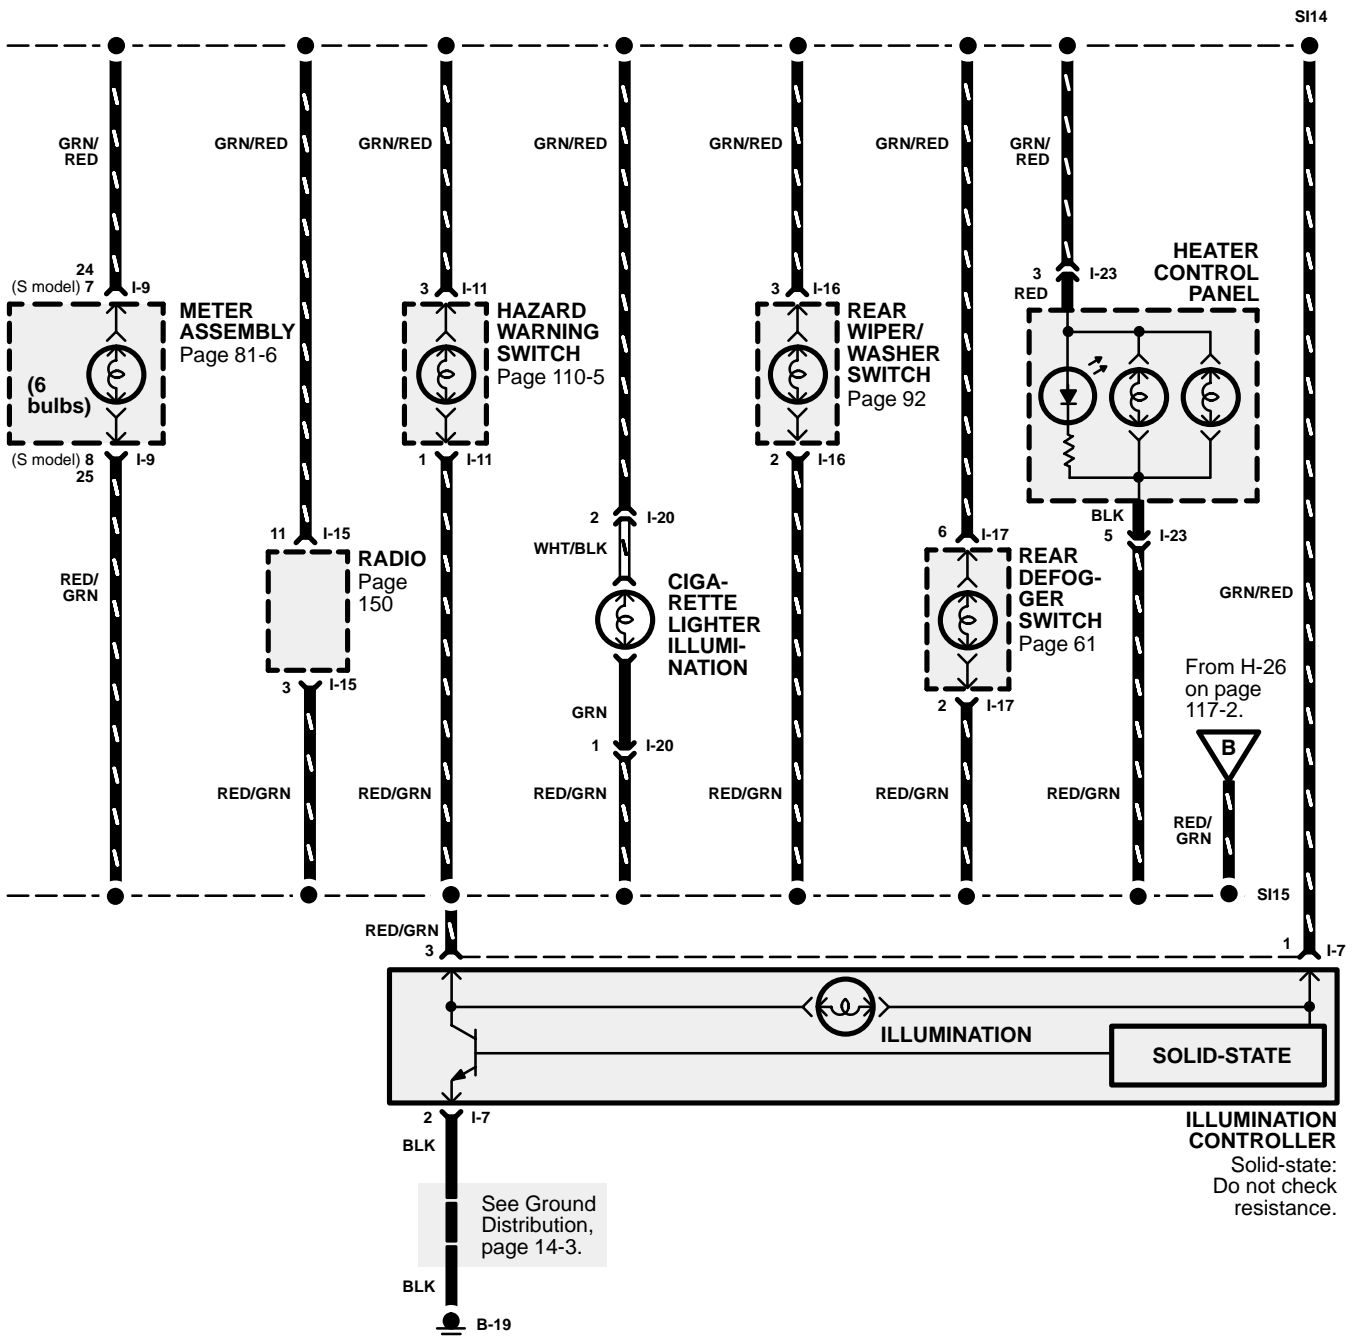 SI14
GRN/
RED
GRN/RED
GRN/RED
GRN/RED
GRN/RED
GRN/RED
GRN/
RED
24
(S model) 7
I-9
METER
ASSEMBLY
Page 81-6
(6
bulbs)
(S model) 8
25
I-9
3
I-11
HAZARD
WARNING
SWITCH
Page 110-5
1
I-11
3
I-16
REAR
WIPER/
WASHER
SWITCH
Page 92
2
I-16
3
I-23
RED
HEATER
CONTROL
PANEL
BLK
5
I-23
11
I-15
RADIO
Page
150
3
I-15
2
I-20
WHT/BLK
CIGA-
RETTE
LIGHTER
ILLUMI-
NATION
GRN
1
I-20
6
I-17
REAR
DEFOG-
GER
SWITCH
Page 61
2
I-17
GRN/RED
From H-26
on page
117-2.
B
RED/
GRN
RED/GRN
RED/GRN
RED/GRN
RED/GRN
RED/GRN
RED/GRN
RED/
GRN
SI15
RED/GRN
3
1
I-7
ILLUMINATION
SOLID-STATE
2
I-7
BLK
ILLUMINATION
CONTROLLER
Solid-state:
Do not check
resistance.
See Ground
Distribution,
page 14-3.
BLK
B-19